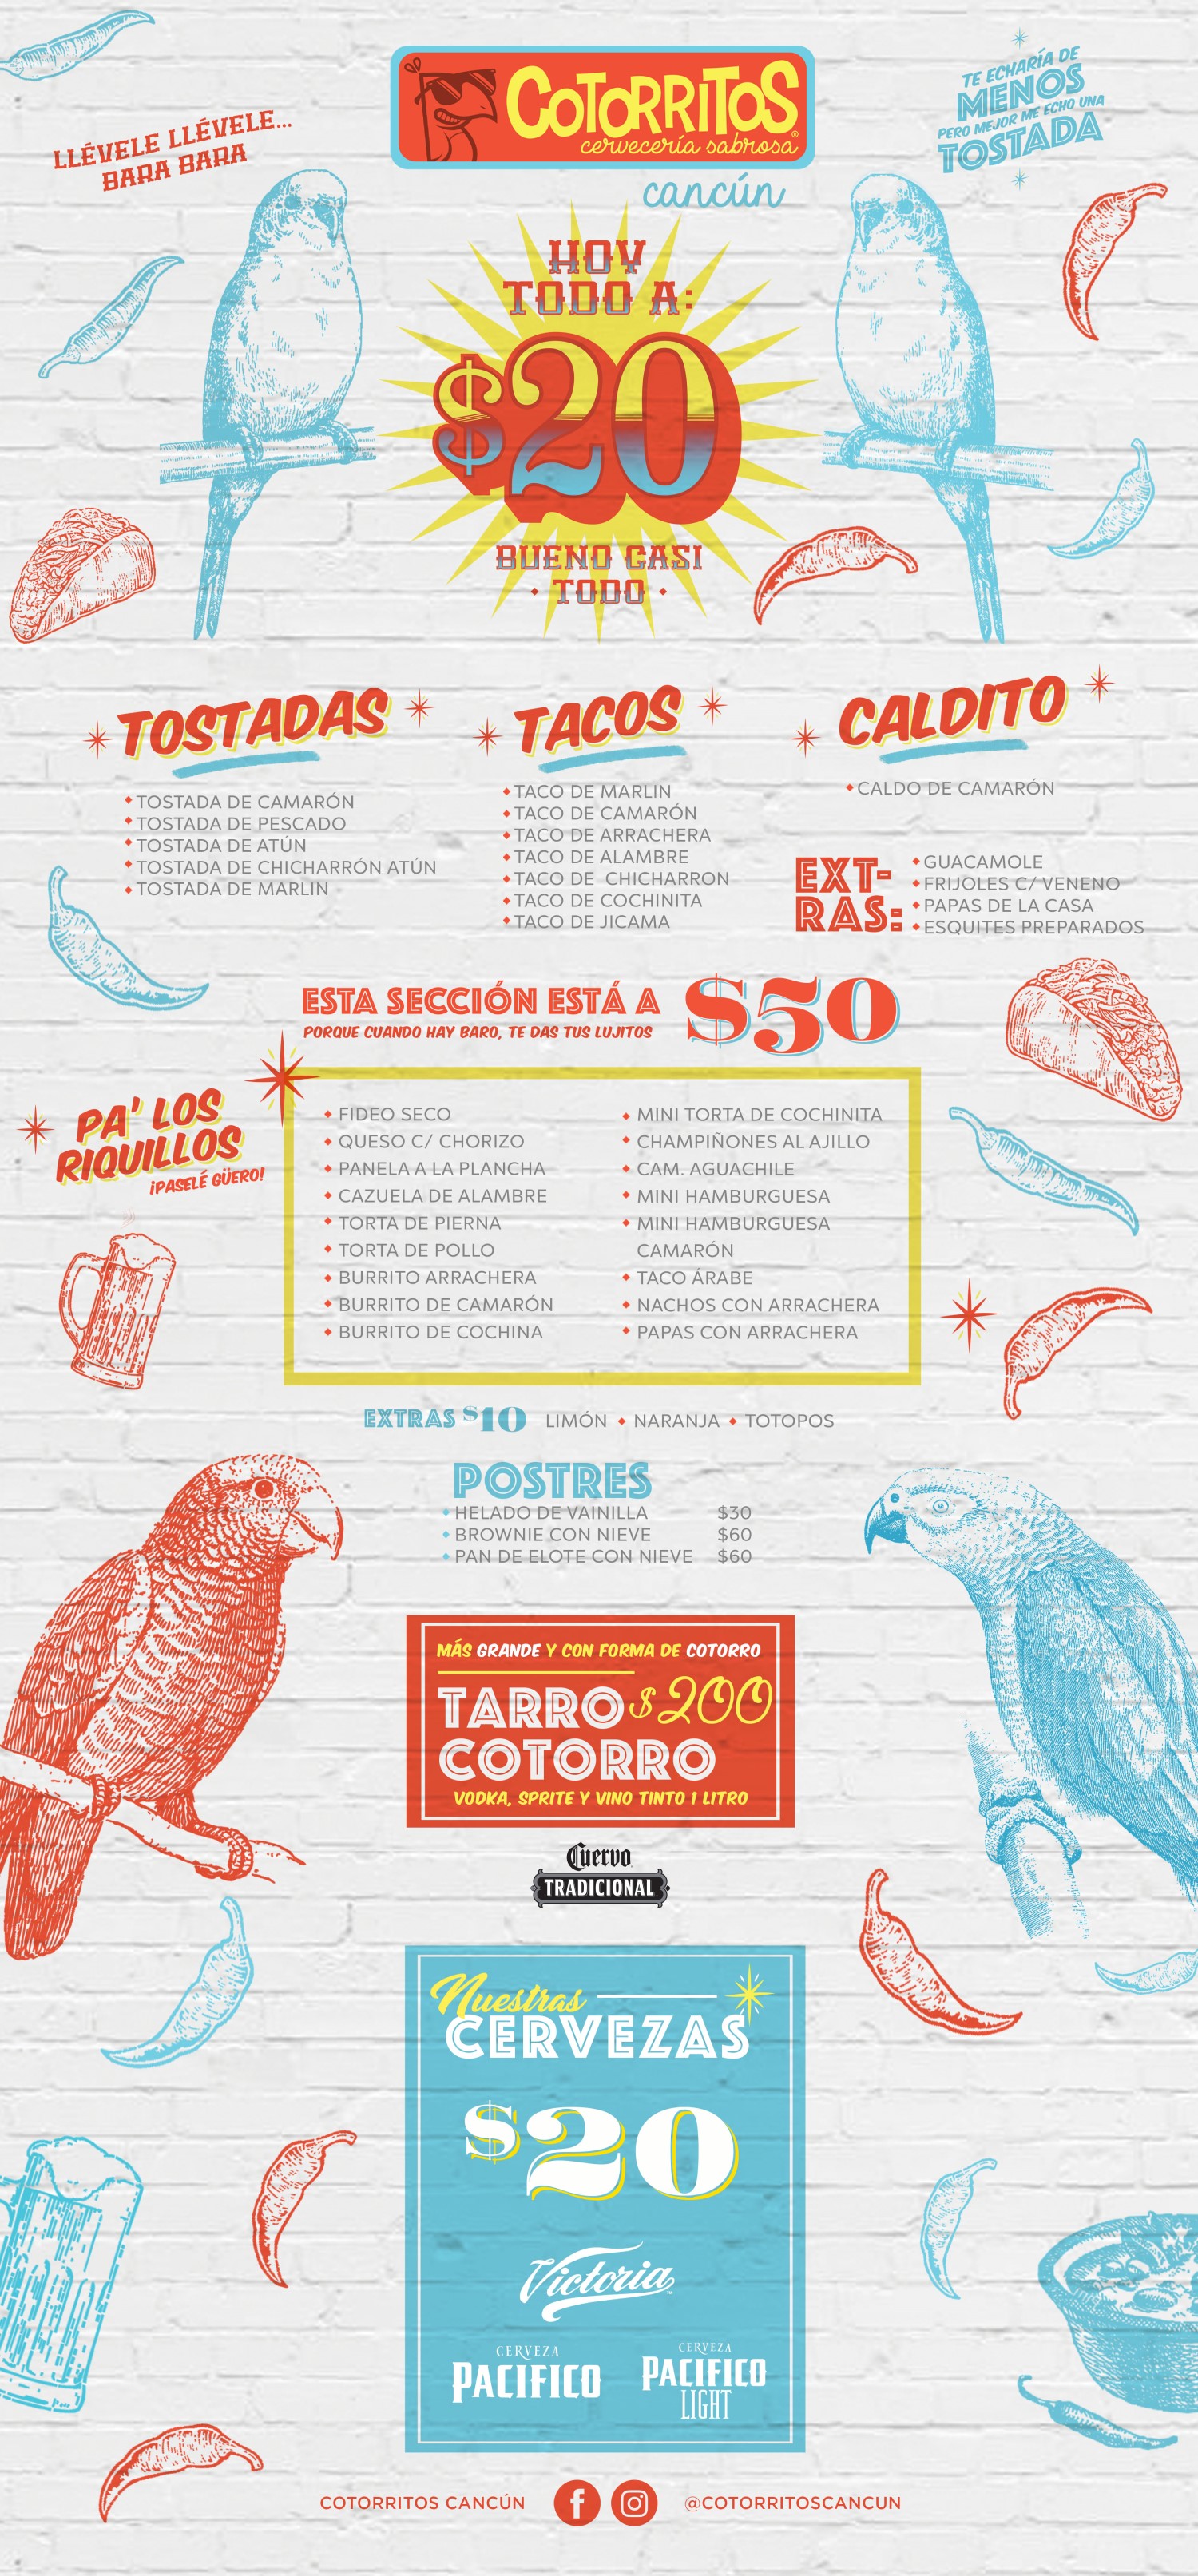 LLÉVELE LLÉVELE...
BARA BARA
COTORRITOS
cervecería sabrosa
cancún
TE ECHARÍA DE
MENOS
PERO MEJOR ME ECHO UNA
TOSTADA
HOY
TODO A:
$20
BUENO CASI
TODO
TOSTADAS
TOSTADA DE CAMARÓN
TOSTADA DE PESCADO
TOSTADA DE ATÚN
TOSTADA DE CHICHARRÓN ATÚN
TOSTADA DE MARLIN
TACOS
TACO DE MARLIN
TACO DE CAMARÓN
TACO DE ARRACHERA
TACO DE ALAMBRE
TACO DE CHICHARRON
TACO DE COCHINITA
TACO DE JICAMA
CALDITO
CALDO DE CAMARÓN
EXT-
RAS:
GUACAMOLE
FRIJOLES C/ VENENO
PAPAS DE LA CASA
ESQUITES PREPARADOS
ESTA SECCIÓN ESTÁ A $50
PORQUE CUANDO HAY BARO, TE DAS TUS LUJITOS
PA' LOS
RIQUILLOS
¡PASELÉ GÜERO!
FIDEO SECO
QUESO C/ CHORIZO
PANELA A LA PLANCHA
CAZUELA DE ALAMBRE
TORTA DE PIERNA
TORTA DE POLLO
BURRITO ARRACHERA
BURRITO DE CAMARÓN
BURRITO DE COCHINA
MINI TORTA DE COCHINITA
CHAMPIÑONES AL AJILLO
CAM. AGUACHILE
MINI HAMBURGUESA
MINI HAMBURGUESA
CAMARÓN
TACO ÁRABE
NACHOS CON ARRACHERA
PAPAS CON ARRACHERA
EXTRAS $10 LIMÓN • NARANJA • TOTOPOS
POSTRES
HELADO DE VAINILLA $30
BROWNIE CON NIEVE $60
PAN DE ELOTE CON NIEVE $60
MÁS GRANDE Y CON FORMA DE COTORRO
TARRO $200
COTORRO
VODKA, SPRITE Y VINO TINTO 1 LITRO
Cuervo
TRADICIONAL
Nuestras
CERVEZAS
$20
Victoria
CERVEZA
PACIFICO
CERVEZA
PACIFICO
LIGHT
COTORRITOS CANCÚN
@COTORRITOSCANCUN